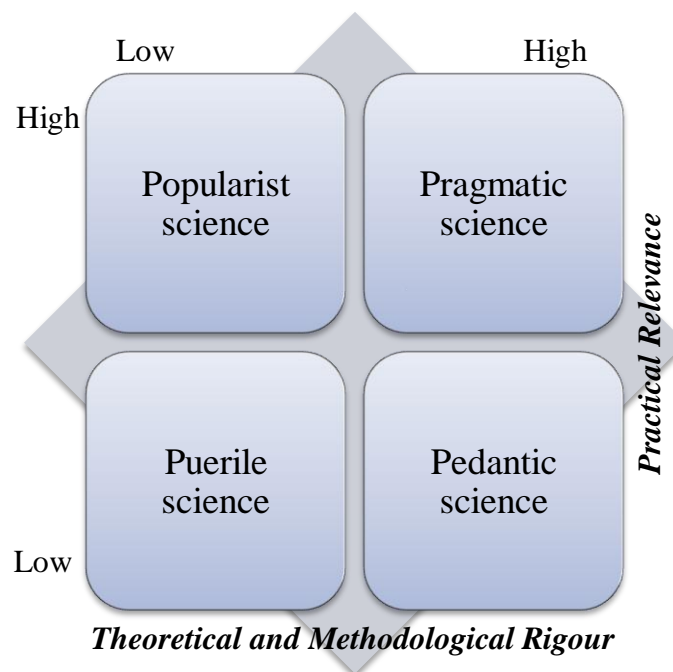 Low
High
High
Popularist
science
Pragmatic
science
Practical Relevance
Puerile
science
Pedantic
science
Low
Theoretical and Methodological Rigour